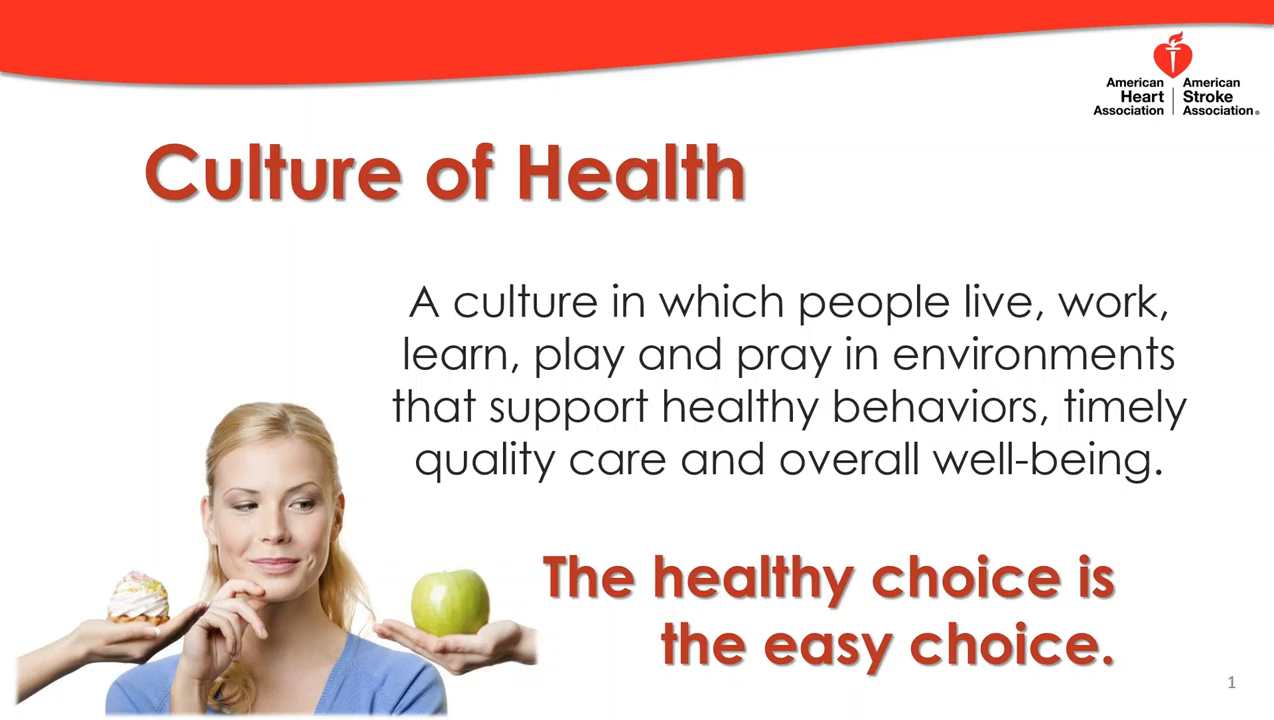 American
Heart
Association
American
Stroke
Association®
Culture of Health
A culture in which people live, work,
learn, play and pray in environments
that support healthy behaviors, timely
quality care and overall well-being.
The healthy choice is
the easy choice.
1